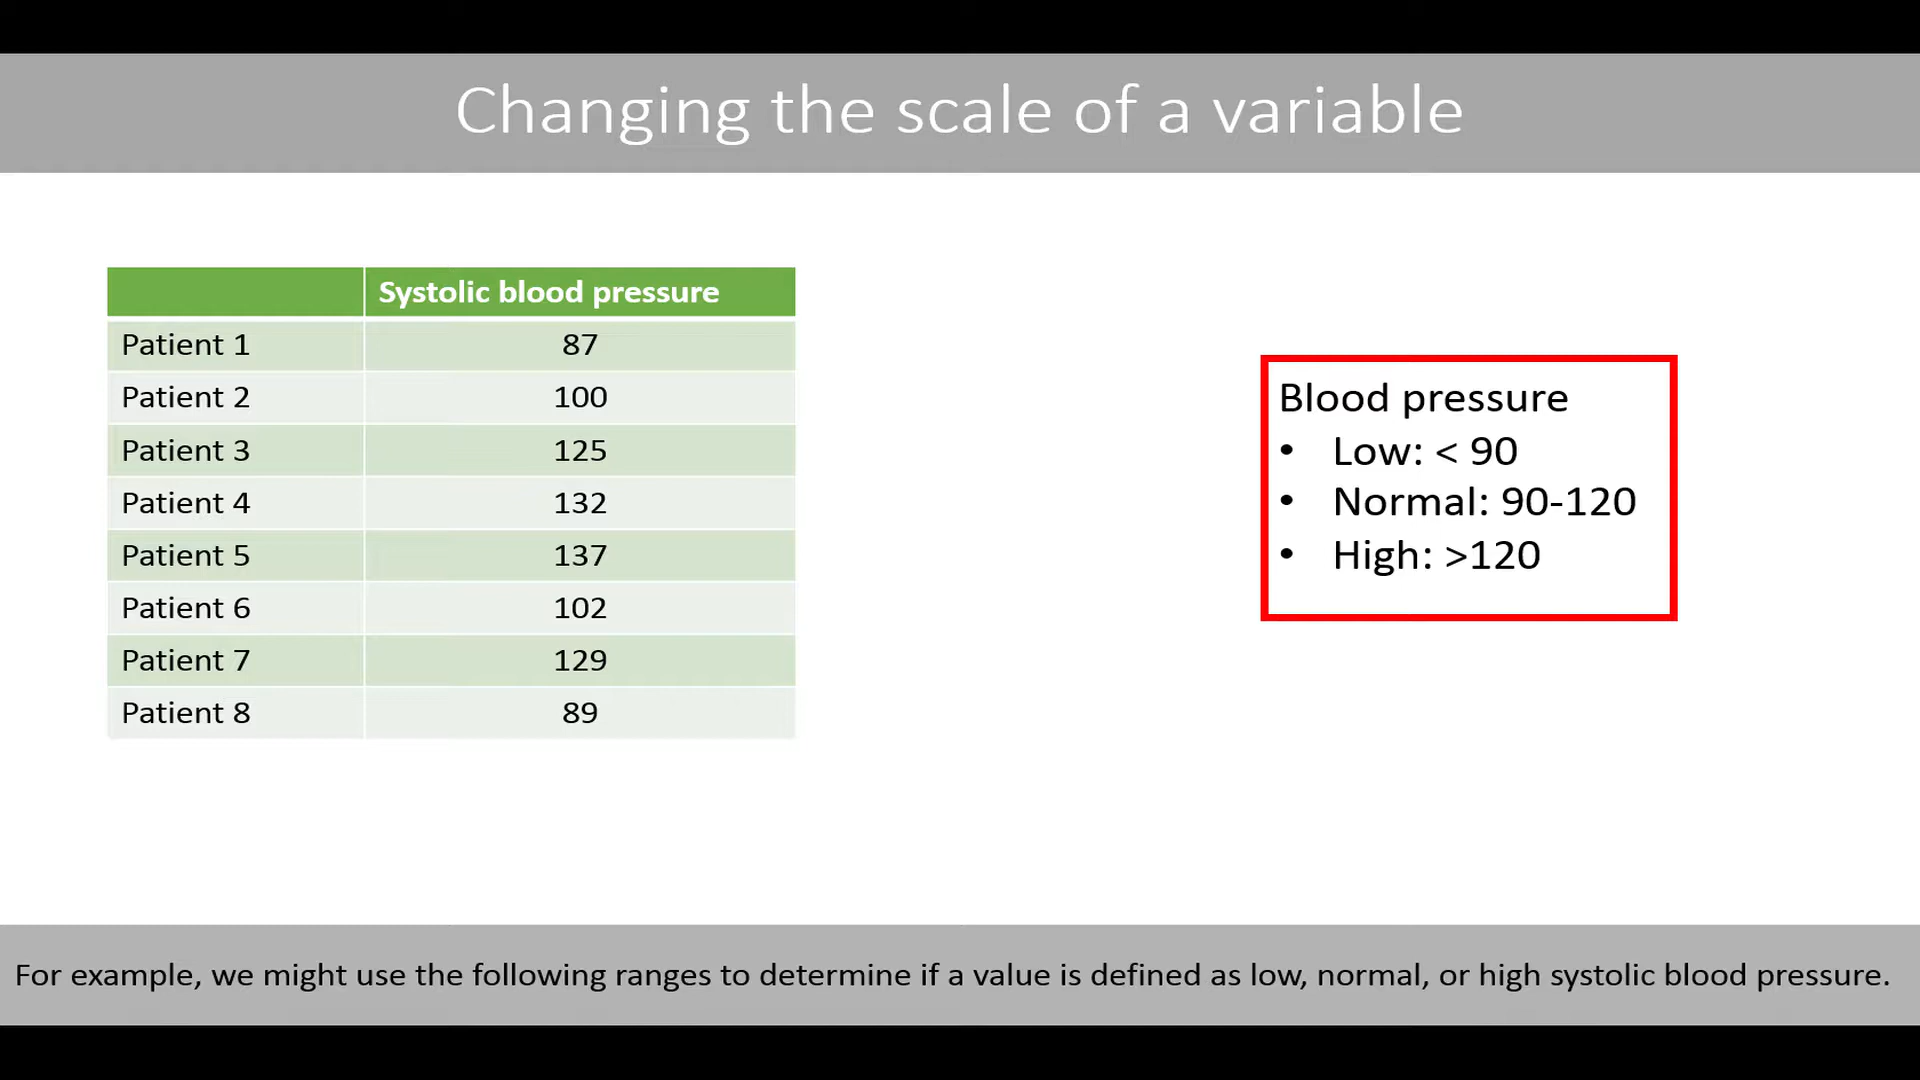 Changing the scale of a variable
Systolic blood pressure
Patient 1 87
Patient 2 100
Patient 3 125
Patient 4 132
Patient 5 137
Patient 6 102
Patient 7 129
Patient 8 89
Blood pressure
• Low: < 90
• Normal: 90-120
• High: >120
For example, we might use the following ranges to determine if a value is defined as low, normal, or high systolic blood pressure.